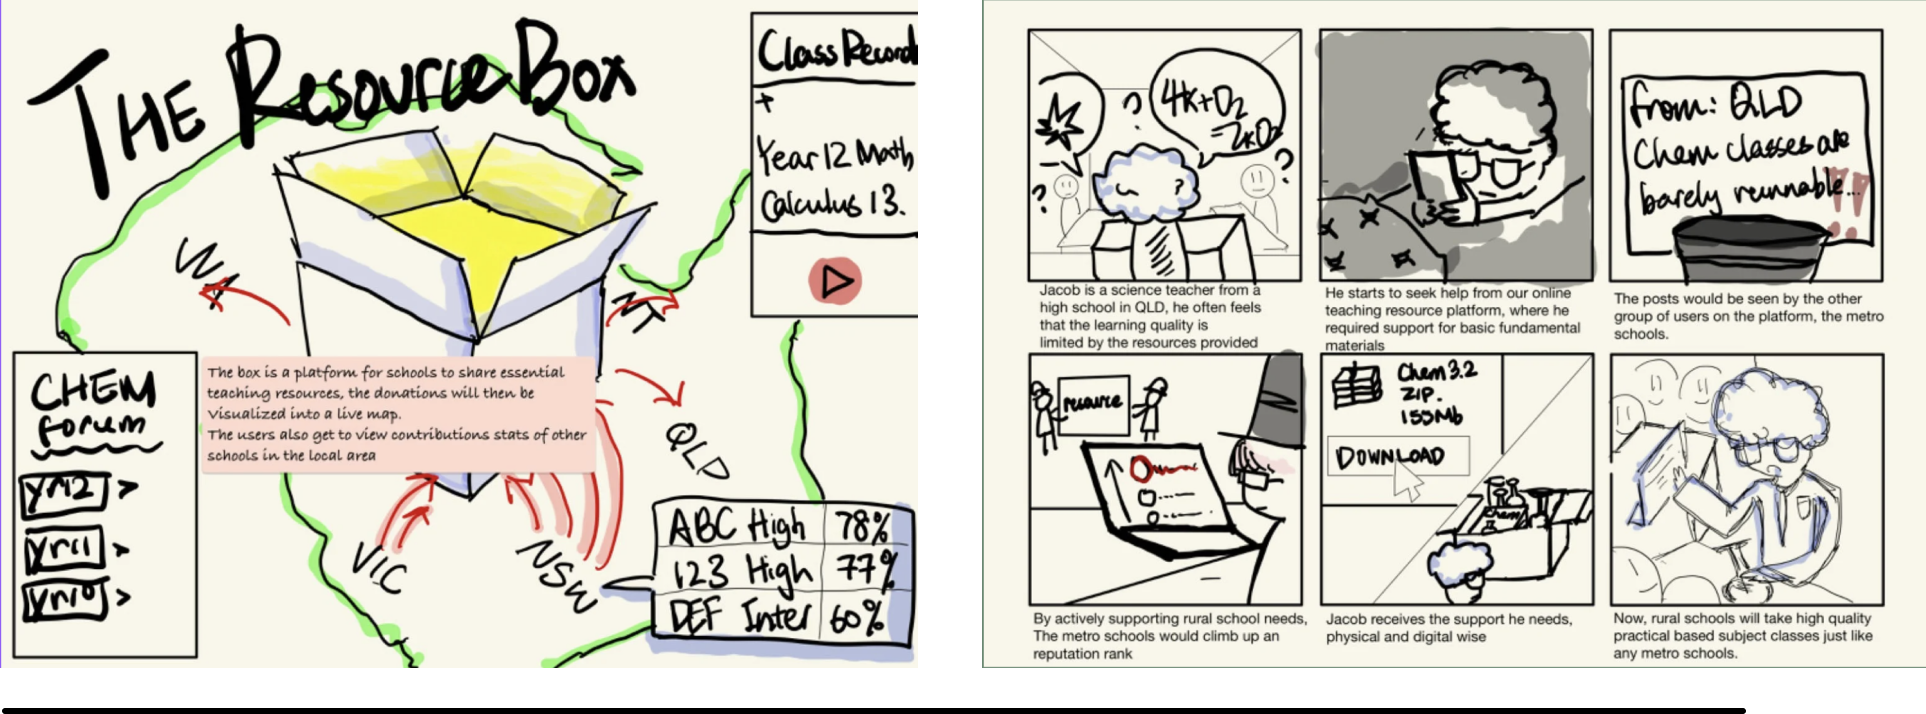 THE Resource Box
Class Record
+
Year 12 Math
Calculus 13.
WA
NT
CHEM
forum
yr12 >
yr11 >
yr10 >
The box is a platform for schools to share essential
teaching resources, the donations will then be
visualized into a live map.
The users also get to view contributions stats of other
schools in the local area
QLD
VIC
NSW
ABC High 78%
123 High 77%
DEF Inter 60%
? ?
4K+O2
=2KO2
?
Jacob is a science teacher from a
high school in QLD, he often feels
that the learning quality is
limited by the resources provided
He starts to seek help from our online
teaching resource platform, where he
required support for basic fundamental
materials
from: QLD
Chem classes are
barely runnable...!!
The posts would be seen by the other
group of users on the platform, the metro
schools.
resource
By actively supporting rural school needs,
The metro schools would climb up an
reputation rank
Chem 3.2
ZIP.
155Mb
DOWNLOAD
Chem
Jacob receives the support he needs,
physical and digital wise
Now, rural schools will take high quality
practical based subject classes just like
any metro schools.